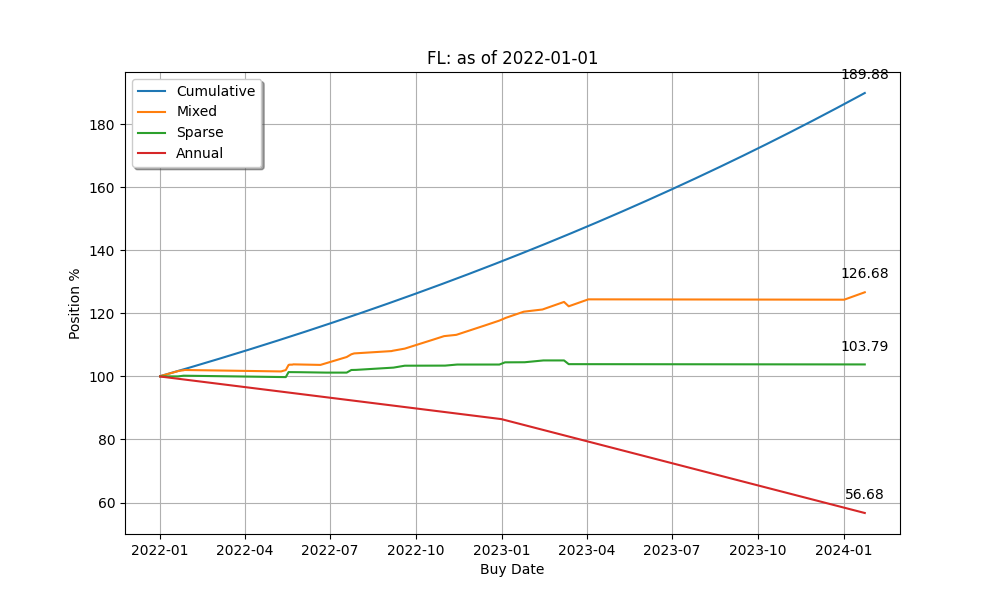 FL: as of 2022-01-01
189.88
Cumulative
Mixed
Sparse
Annual
180
160
140
126.68
120
103.79
100
80
56.68
60
Position %
2022-01 2022-04 2022-07 2022-10 2023-01 2023-04 2023-07 2023-10 2024-01
Buy Date